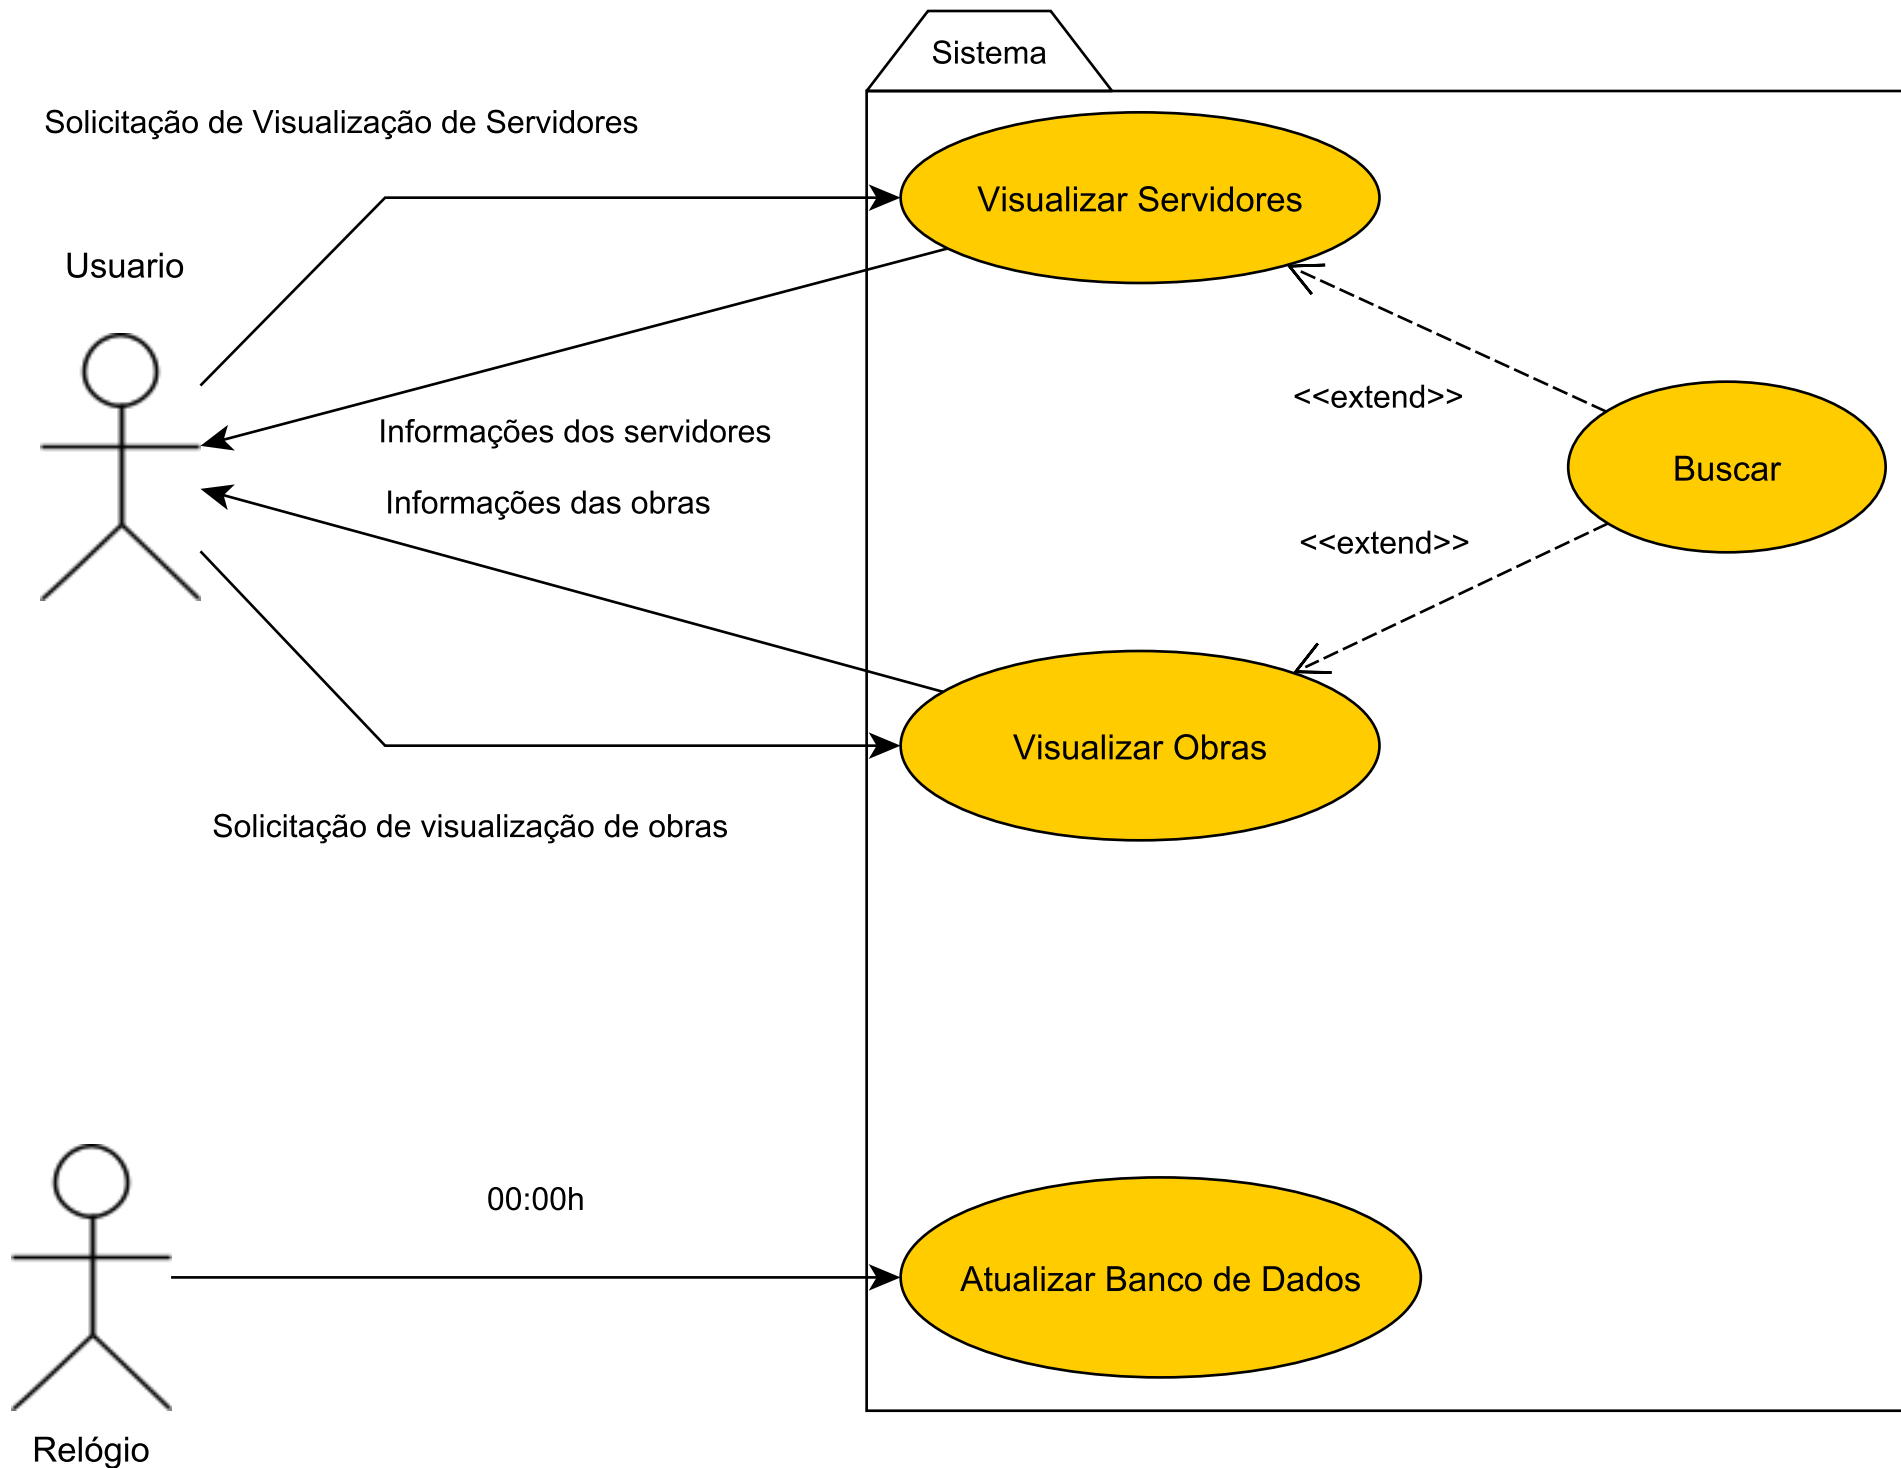 Sistema
Solicitação de Visualização de Servidores
Visualizar Servidores
Usuario
<<extend>>
Informações dos servidores
Buscar
Informações das obras
<<extend>>
Visualizar Obras
Solicitação de visualização de obras
00:00h
Atualizar Banco de Dados
Relógio